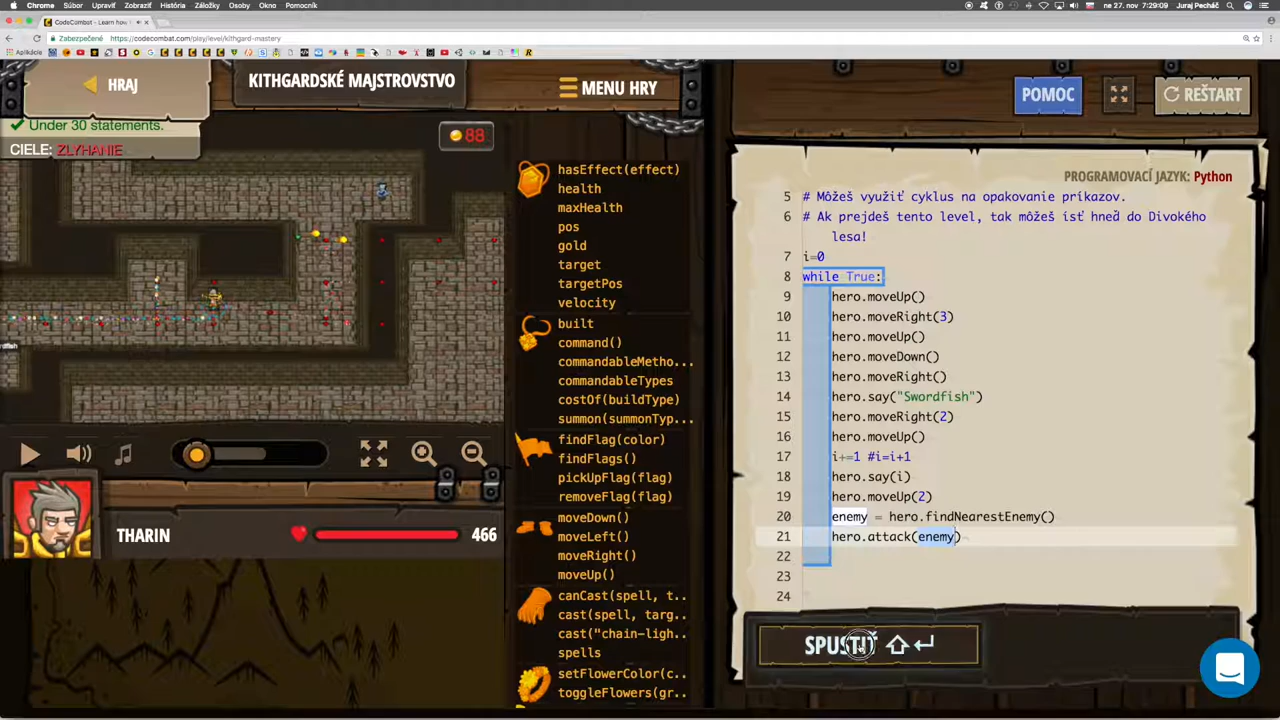 Chrome Súbor Upraviť Zobraziť História Záložky Osoby Okno Pomocník
ne 27. nov 7:29:09 Juraj Pecháč
CodeCombat - Learn how
Zabezpečené https://codecombat.com/play/level/kithgard-mastery
Aplikácie
HRAJ
KITHGARDSKÉ MAJSTROVSTVO
MENU HRY
POMOC
REŠTART
Under 30 statements.
CIELE: ZLYHANIE
88
hasEffect(effect)
health
maxHealth
pos
gold
target
targetPos
velocity
built
command()
commandableMetho...
commandableTypes
costOf(buildType)
summon(summonTyp...
findFlag(color)
findFlags()
pickUpFlag(flag)
removeFlag(flag)
moveDown()
moveLeft()
moveRight()
moveUp()
canCast(spell, t..
cast(spell, targ..
cast("chain-ligh..
spells
setFlowerColor(c..
toggleFlowers(gr..
THARIN
466
PROGRAMOVACÍ JAZYK: Python
5 # Môžeš využiť cyklus na opakovanie príkazov.
6 # Ak prejdeš tento level, tak môžeš ísť hneď do Divokého
lesa!
7 i=0
8 while True:
9 hero.moveUp()
10 hero.moveRight(3)
11 hero.moveUp()
12 hero.moveDown()
13 hero.moveRight()
14 hero.say("Swordfish")
15 hero.moveRight(2)
16 hero.moveUp()
17 i+=1 #i=i+1
18 hero.say(i)
19 hero.moveUp(2)
20 enemy = hero.findNearestEnemy()
21 hero.attack(enemy)
22
23
24
SPUSTIŤ